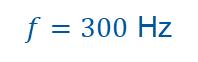 f = 300 Hz